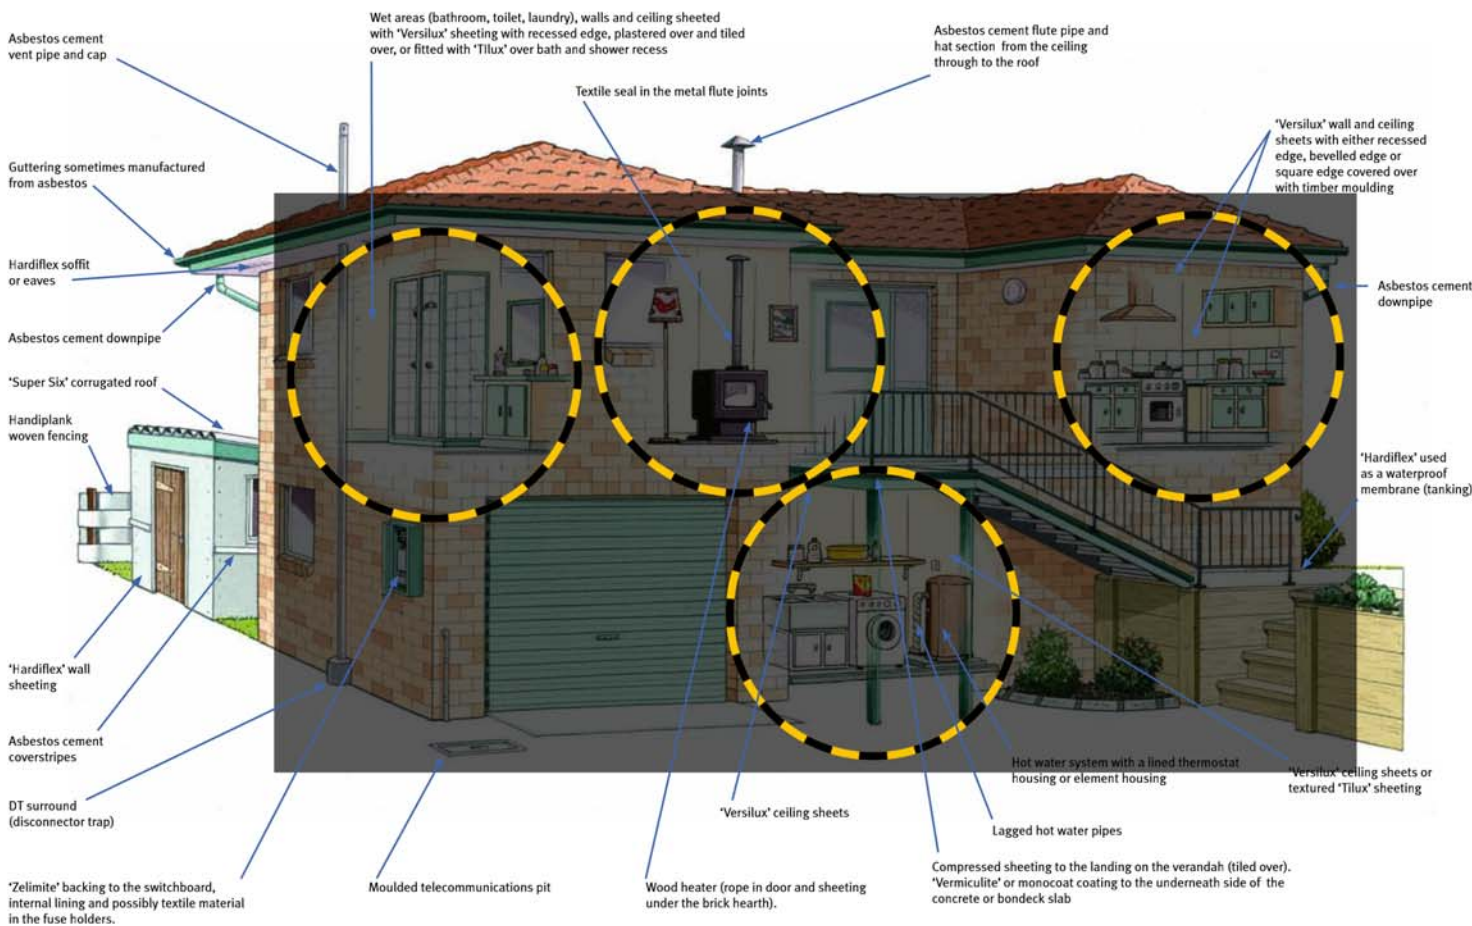 Asbestos cement
vent pipe and cap
Wet areas (bathroom, toilet, laundry), walls and ceiling sheeted
with ‘Versilux’ sheeting with recessed edge, plastered over and tiled
over, or fitted with ‘Tilux’ over bath and shower recess
Textile seal in the metal flute joints
Asbestos cement flute pipe and
hat section from the ceiling
through to the roof
‘Versilux’ wall and ceiling
sheets with either recessed
edge, bevelled edge or
square edge covered over
with timber moulding
Guttering sometimes manufactured
from asbestos
Hardiflex soffit
or eaves
Asbestos cement downpipe
‘Super Six’ corrugated roof
Handiplank
woven fencing
Asbestos cement
downpipe
‘Hardiflex’ used
as a waterproof
membrane (tanking)
‘Hardiflex’ wall
sheeting
Asbestos cement
coverstripes
DT surround
(disconnector trap)
‘Zelimite’ backing to the switchboard,
internal lining and possibly textile material
in the fuse holders.
Moulded telecommunications pit
‘Versilux’ ceiling sheets
Wood heater (rope in door and sheeting
under the brick hearth).
Hot water system with a lined thermostat
housing or element housing
Lagged hot water pipes
Compressed sheeting to the landing on the verandah (tiled over).
‘Vermiculite’ or monocoat coating to the underneath side of the
concrete or bondeck slab
‘Versilux’ ceiling sheets or
textured ‘Tilux’ sheeting